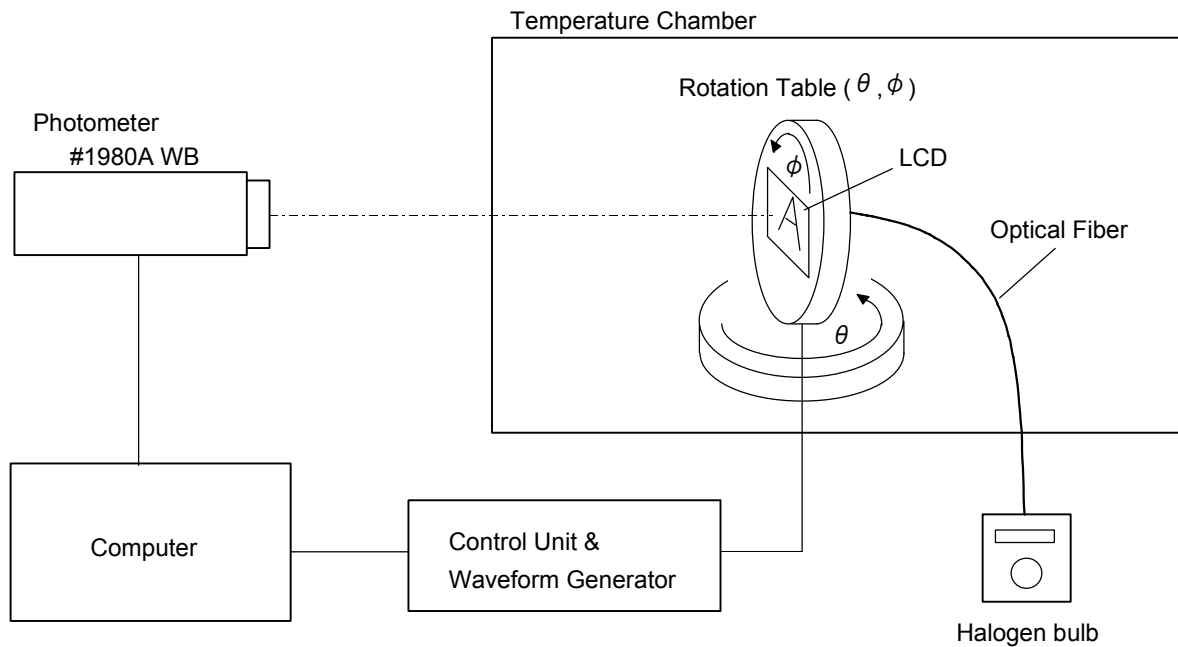 Temperature Chamber
Rotation Table ( θ , ϕ )
Photometer
#1980A WB
LCD
ϕ
A
Optical Fiber
θ
Computer
Control Unit &
Waveform Generator
Halogen bulb